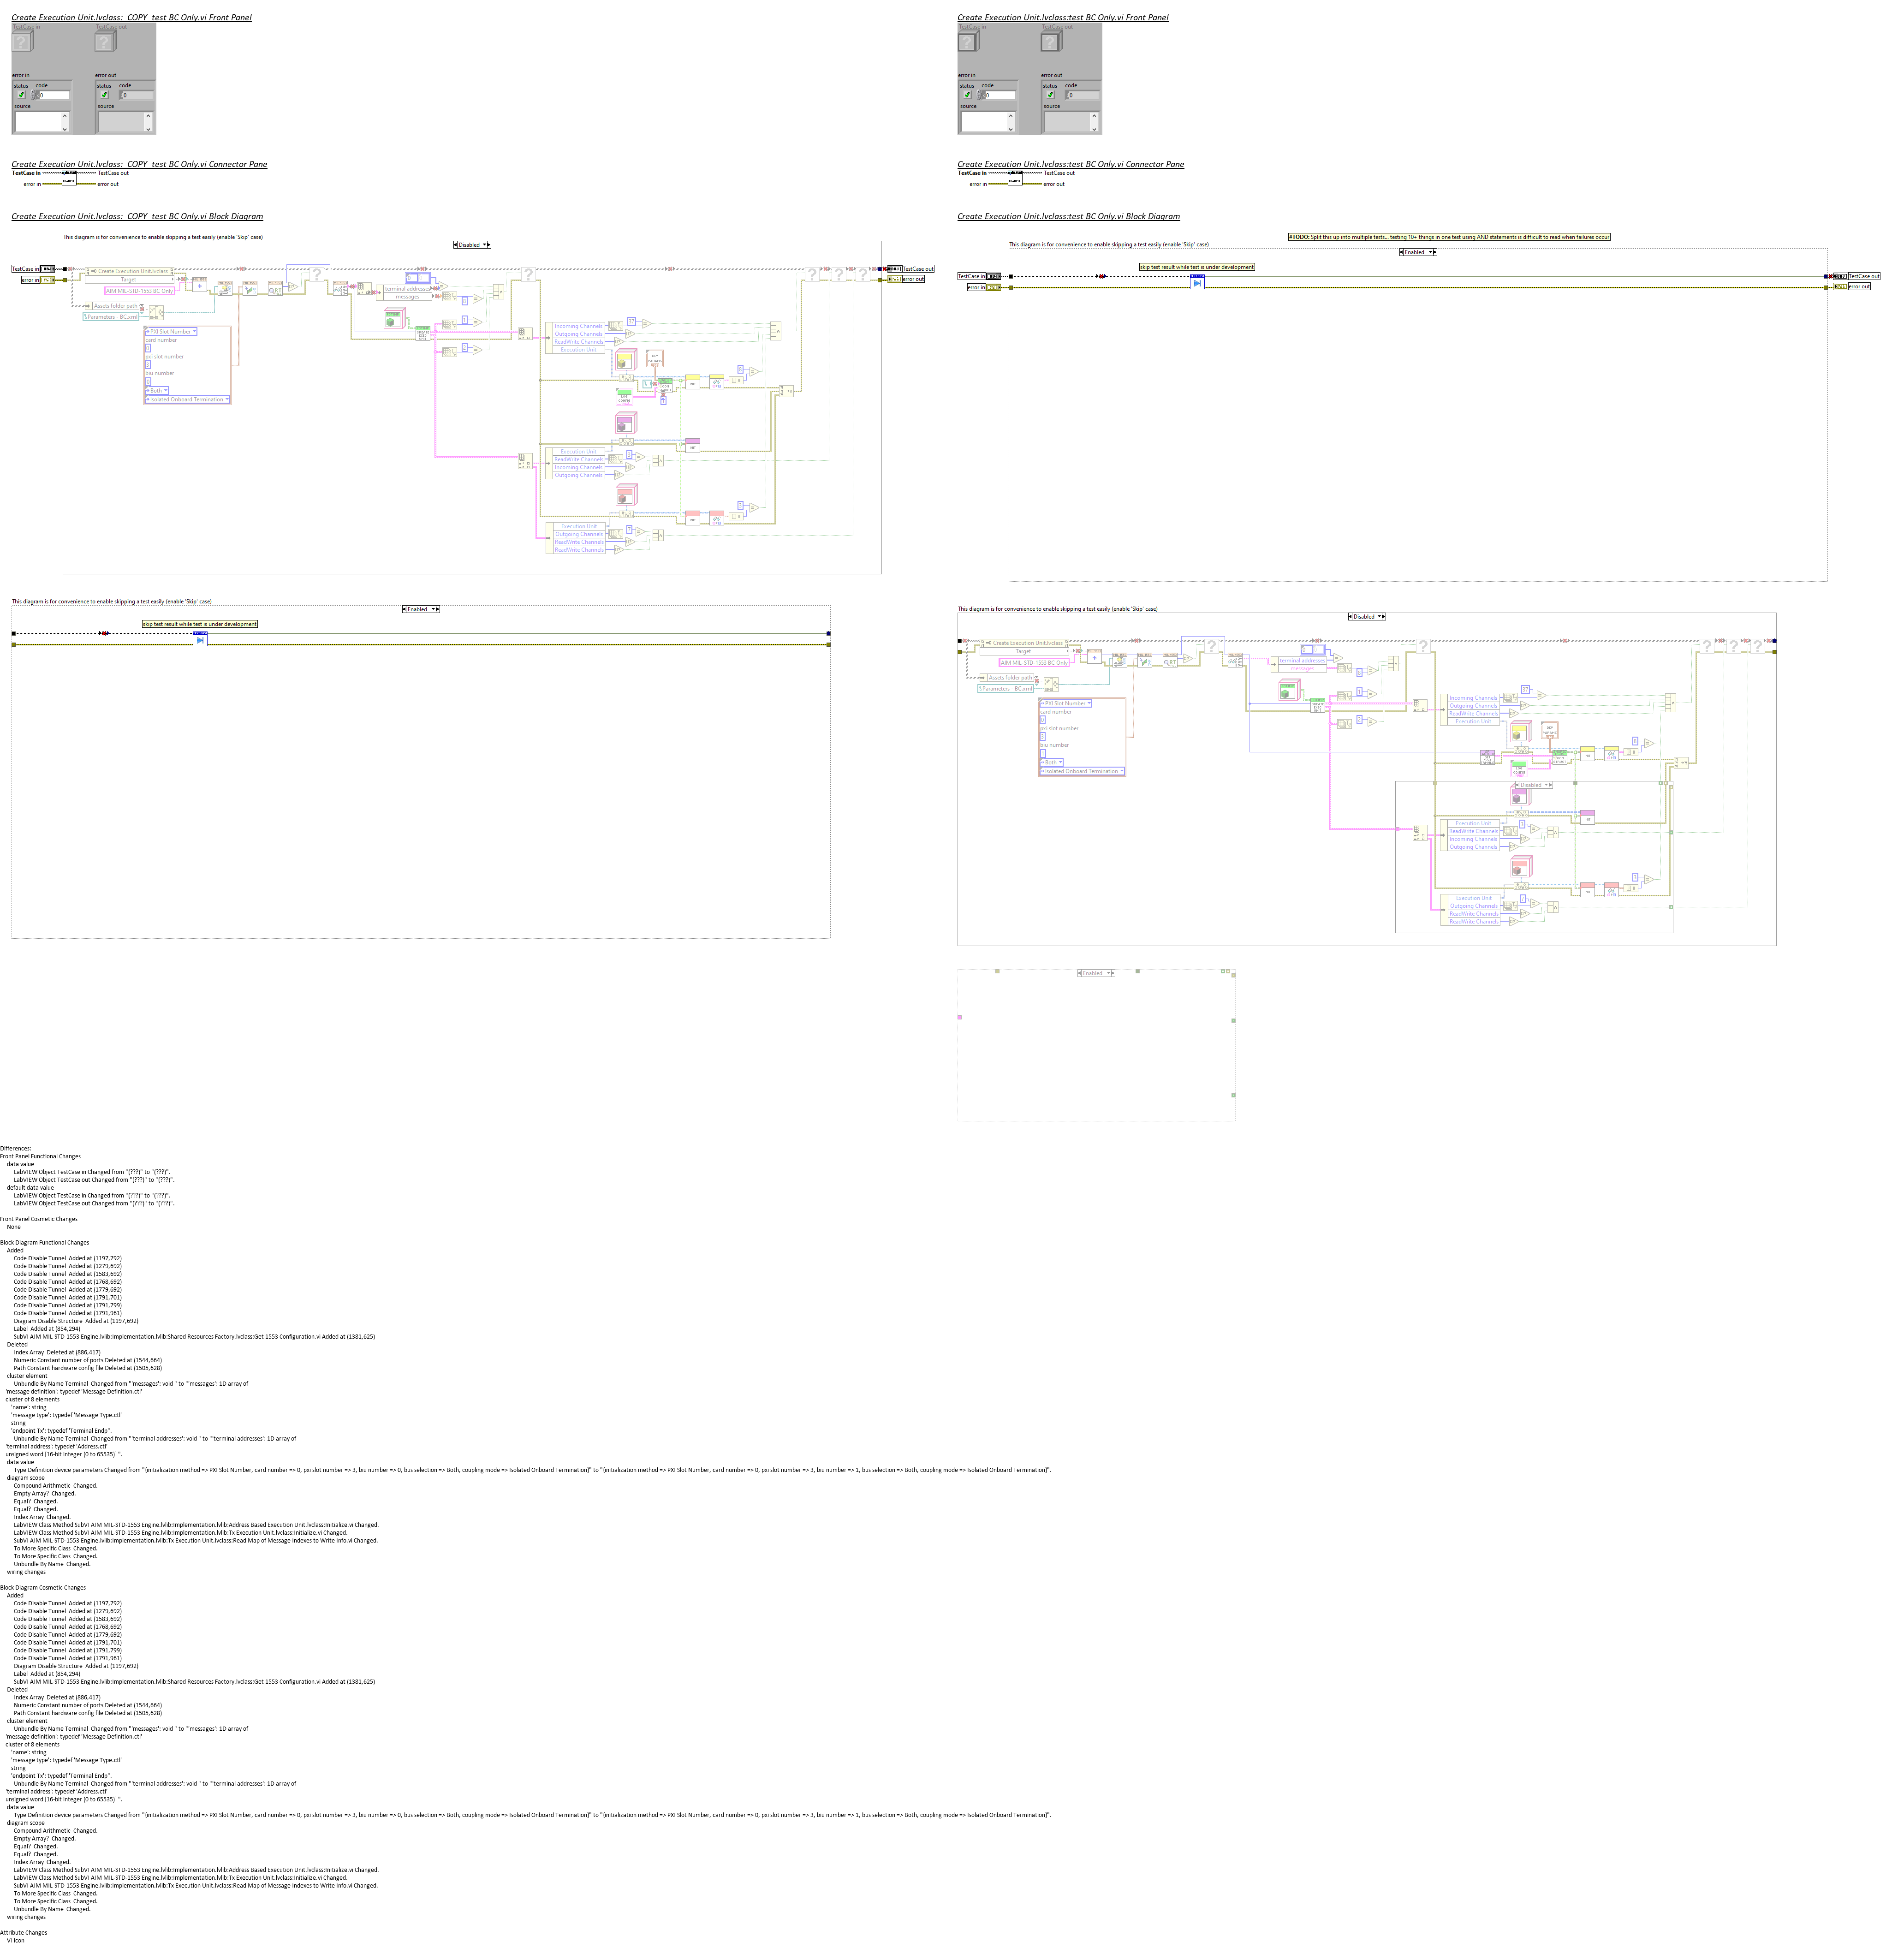 Create Execution Unit.lvclass:_COPY_test BC Only.vi Front Panel
TestCase in
TestCase out
error in
error out
status
code
status
code
0
0
source
source
Create Execution Unit.lvclass:_COPY_test BC Only.vi Connector Pane
TestCase in
TestCase out
error in
error out
Create Execution Unit.lvclass:_COPY_test BC Only.vi Block Diagram
This diagram is for convenience to enable skipping a test easily (enable 'Skip' case)
Disabled
TestCase in
TestCase out
error in
error out
Create Execution Unit.lvclass
Target
AIM MIL-STD-1553 BC Only
Assets folder path
Parameters - BC.xml
PXI Slot Number
card number
pxi slot number
biu number
Both
Isolated Onboard Termination
terminal addresses
messages
Incoming Channels
Outgoing Channels
ReadWrite Channels
Execution Unit
Execution Unit
ReadWrite Channels
Incoming Channels
Outgoing Channels
Execution Unit
Outgoing Channels
ReadWrite Channels
ReadWrite Channels
This diagram is for convenience to enable skipping a test easily (enable 'Skip' case)
Enabled
skip test result while test is under development
Create Execution Unit.lvclass:test BC Only.vi Front Panel
TestCase in
TestCase out
error in
error out
status
code
status
code
0
0
source
source
Create Execution Unit.lvclass:test BC Only.vi Connector Pane
TestCase in
TestCase out
error in
error out
Create Execution Unit.lvclass:test BC Only.vi Block Diagram
#TODO: Split this up into multiple tests... testing 10+ things in one test using AND statements is difficult to read when failures occur
This diagram is for convenience to enable skipping a test easily (enable 'Skip' case)
Enabled
skip test result while test is under development
TestCase in
TestCase out
error in
error out
This diagram is for convenience to enable skipping a test easily (enable 'Skip' case)
Disabled
Create Execution Unit.lvclass
Target
AIM MIL-STD-1553 BC Only
Assets folder path
Parameters - BC.xml
PXI Slot Number
card number
pxi slot number
biu number
Both
Isolated Onboard Termination
terminal addresses
messages
Incoming Channels
Outgoing Channels
ReadWrite Channels
Execution Unit
Disabled
Execution Unit
ReadWrite Channels
Incoming Channels
Outgoing Channels
Execution Unit
Outgoing Channels
ReadWrite Channels
ReadWrite Channels
Enabled
Differences:
Front Panel Functional Changes
data value
LabVIEW Object TestCase in Changed from "(???)" to "(???)".
LabVIEW Object TestCase out Changed from "(???)" to "(???)".
default data value
LabVIEW Object TestCase in Changed from "(???)" to "(???)".
LabVIEW Object TestCase out Changed from "(???)" to "(???)".
Front Panel Cosmetic Changes
None
Block Diagram Functional Changes
Added
Code Disable Tunnel  Added at (1197,792)
Code Disable Tunnel  Added at (1279,692)
Code Disable Tunnel  Added at (1583,692)
Code Disable Tunnel  Added at (1768,692)
Code Disable Tunnel  Added at (1779,692)
Code Disable Tunnel  Added at (1791,701)
Code Disable Tunnel  Added at (1791,799)
Code Disable Tunnel  Added at (1791,961)
Diagram Disable Structure  Added at (1197,692)
Label  Added at (854,294)
SubVI AIM MIL-STD-1553 Engine.lvlib:Implementation.lvlib:Shared Resources Factory.lvclass:Get 1553 Configuration.vi Added at (1381,625)
Deleted
Index Array  Deleted at (886,417)
Numeric Constant number of ports Deleted at (1544,664)
Path Constant hardware config file Deleted at (1505,628)
cluster element
Unbundle By Name Terminal  Changed from "'messages': void " to "'messages': 1D array of
'message definition': typedef 'Message Definition.ctl'
cluster of 8 elements
'name': string
'message type': typedef 'Message Type.ctl'
string
'endpoint Tx': typedef 'Terminal Endp".
Unbundle By Name Terminal  Changed from "'terminal addresses': void " to "'terminal addresses': 1D array of
'terminal address': typedef 'Address.ctl'
unsigned word [16-bit integer (0 to 65535)] ".
data value
Type Definition device parameters Changed from "(initialization method => PXI Slot Number, card number => 0, pxi slot number => 3, biu number => 0, bus selection => Both, coupling mode => Isolated Onboard Termination)" to "(initialization method => PXI Slot Number, card number => 0, pxi slot number => 3, biu number => 1, bus selection => Both, coupling mode => Isolated Onboard Termination)".
diagram scope
Compound Arithmetic  Changed.
Empty Array?  Changed.
Equal?  Changed.
Equal?  Changed.
Index Array  Changed.
LabVIEW Class Method SubVI AIM MIL-STD-1553 Engine.lvlib:Implementation.lvlib:Address Based Execution Unit.lvclass:Initialize.vi Changed.
LabVIEW Class Method SubVI AIM MIL-STD-1553 Engine.lvlib:Implementation.lvlib:Tx Execution Unit.lvclass:Initialize.vi Changed.
SubVI AIM MIL-STD-1553 Engine.lvlib:Implementation.lvlib:Tx Execution Unit.lvclass:Read Map of Message Indexes to Write Info.vi Changed.
To More Specific Class  Changed.
To More Specific Class  Changed.
Unbundle By Name  Changed.
wiring changes
Block Diagram Cosmetic Changes
Added
Code Disable Tunnel  Added at (1197,792)
Code Disable Tunnel  Added at (1279,692)
Code Disable Tunnel  Added at (1583,692)
Code Disable Tunnel  Added at (1768,692)
Code Disable Tunnel  Added at (1779,692)
Code Disable Tunnel  Added at (1791,701)
Code Disable Tunnel  Added at (1791,799)
Code Disable Tunnel  Added at (1791,961)
Diagram Disable Structure  Added at (1197,692)
Label  Added at (854,294)
SubVI AIM MIL-STD-1553 Engine.lvlib:Implementation.lvlib:Shared Resources Factory.lvclass:Get 1553 Configuration.vi Added at (1381,625)
Deleted
Index Array  Deleted at (886,417)
Numeric Constant number of ports Deleted at (1544,664)
Path Constant hardware config file Deleted at (1505,628)
cluster element
Unbundle By Name Terminal  Changed from "'messages': void " to "'messages': 1D array of
'message definition': typedef 'Message Definition.ctl'
cluster of 8 elements
'name': string
'message type': typedef 'Message Type.ctl'
string
'endpoint Tx': typedef 'Terminal Endp".
Unbundle By Name Terminal  Changed from "'terminal addresses': void " to "'terminal addresses': 1D array of
'terminal address': typedef 'Address.ctl'
unsigned word [16-bit integer (0 to 65535)] ".
data value
Type Definition device parameters Changed from "(initialization method => PXI Slot Number, card number => 0, pxi slot number => 3, biu number => 0, bus selection => Both, coupling mode => Isolated Onboard Termination)" to "(initialization method => PXI Slot Number, card number => 0, pxi slot number => 3, biu number => 1, bus selection => Both, coupling mode => Isolated Onboard Termination)".
diagram scope
Compound Arithmetic  Changed.
Empty Array?  Changed.
Equal?  Changed.
Equal?  Changed.
Index Array  Changed.
LabVIEW Class Method SubVI AIM MIL-STD-1553 Engine.lvlib:Implementation.lvlib:Address Based Execution Unit.lvclass:Initialize.vi Changed.
LabVIEW Class Method SubVI AIM MIL-STD-1553 Engine.lvlib:Implementation.lvlib:Tx Execution Unit.lvclass:Initialize.vi Changed.
SubVI AIM MIL-STD-1553 Engine.lvlib:Implementation.lvlib:Tx Execution Unit.lvclass:Read Map of Message Indexes to Write Info.vi Changed.
To More Specific Class  Changed.
To More Specific Class  Changed.
Unbundle By Name  Changed.
wiring changes
Attribute Changes
VI icon